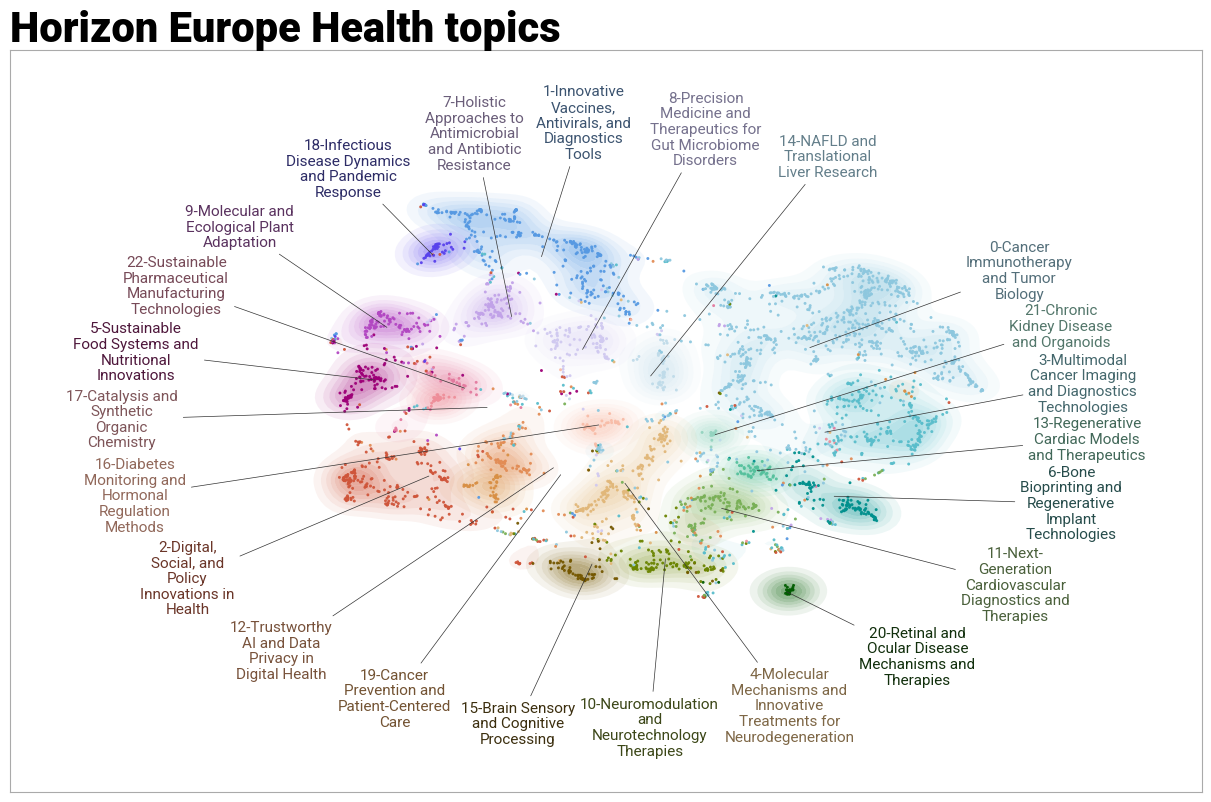 Horizon Europe Health topics
1-Innovative
Vaccines,
Antivirals, and
Diagnostics
Tools
7-Holistic
Approaches to
Antimicrobial
and Antibiotic
Resistance
8-Precision
Medicine and
Therapeutics for
Gut Microbiome
Disorders
14-NAFLD and
Translational
Liver Research
18-Infectious
Disease Dynamics
and Pandemic
Response
9-Molecular and
Ecological Plant
Adaptation
0-Cancer
Immunotherapy
and Tumor
Biology
22-Sustainable
Pharmaceutical
Manufacturing
Technologies
21-Chronic
Kidney Disease
and Organoids
5-Sustainable
Food Systems and
Nutritional
Innovations
3-Multimodal
Cancer Imaging
and Diagnostics
Technologies
17-Catalysis and
Synthetic
Organic
Chemistry
13-Regenerative
Cardiac Models
and Therapeutics
16-Diabetes
Monitoring and
Hormonal
Regulation
Methods
6-Bone
Bioprinting and
Regenerative
Implant
Technologies
2-Digital,
Social, and
Policy
Innovations in
Health
11-Next-
Generation
Cardiovascular
Diagnostics and
Therapies
12-Trustworthy
AI and Data
Privacy in
Digital Health
20-Retinal and
Ocular Disease
Mechanisms and
Therapies
19-Cancer
Prevention and
Patient-Centered
Care
15-Brain Sensory
and Cognitive
Processing
10-Neuromodulation
and
Neurotechnology
Therapies
4-Molecular
Mechanisms and
Innovative
Treatments for
Neurodegeneration